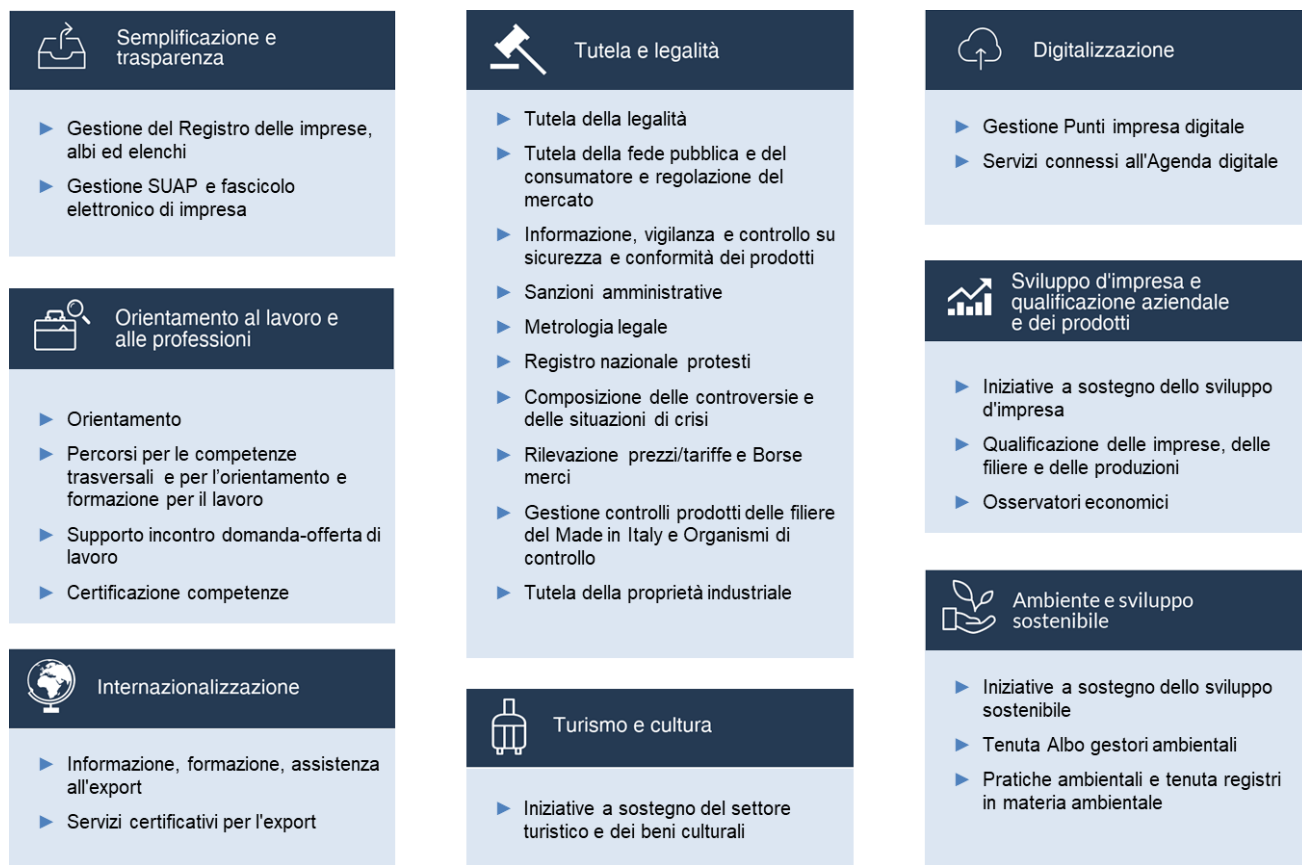 Semplificazione e
trasparenza
Gestione del Registro delle imprese,
albi ed elenchi
Gestione SUAP e fascicolo
elettronico di impresa
Orientamento al lavoro e
alle professioni
Orientamento
Percorsi per le competenze
trasversali e per l'orientamento e
formazione per il lavoro
Supporto incontro domanda-offerta di
lavoro
Certificazione competenze
Internazionalizzazione
Informazione, formazione, assistenza
all'export
Servizi certificativi per l'export
Tutela e legalità
Tutela della legalità
Tutela della fede pubblica e del
consumatore e regolazione del
mercato
Informazione, vigilanza e controllo su
sicurezza e conformità dei prodotti
Sanzioni amministrative
Metrologia legale
Registro nazionale protesti
Composizione delle controversie e
delle situazioni di crisi
Rilevazione prezzi/tariffe e Borse
merci
Gestione controlli prodotti delle filiere
del Made in Italy e Organismi di
controllo
Tutela della proprietà industriale
Turismo e cultura
Iniziative a sostegno del settore
turistico e dei beni culturali
Digitalizzazione
Gestione Punti impresa digitale
Servizi connessi all'Agenda digitale
Sviluppo d'impresa e
qualificazione aziendale
e dei prodotti
Iniziative a sostegno dello sviluppo
d'impresa
Qualificazione delle imprese, delle
filiere e delle produzioni
Osservatori economici
Ambiente e sviluppo
sostenibile
Iniziative a sostegno dello sviluppo
sostenibile
Tenuta Albo gestori ambientali
Pratiche ambientali e tenuta registri
in materia ambientale